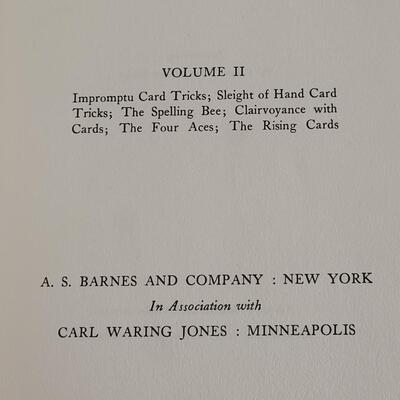 VOLUME II
Impromptu Card Tricks; Sleight of Hand Card
Tricks; The Spelling Bee; Clairvoyance with
Cards; The Four Aces; The Rising Cards
A. S. BARNES AND COMPANY : NEW YORK
In Association with
CARL WARING JONES : MINNEAPOLIS